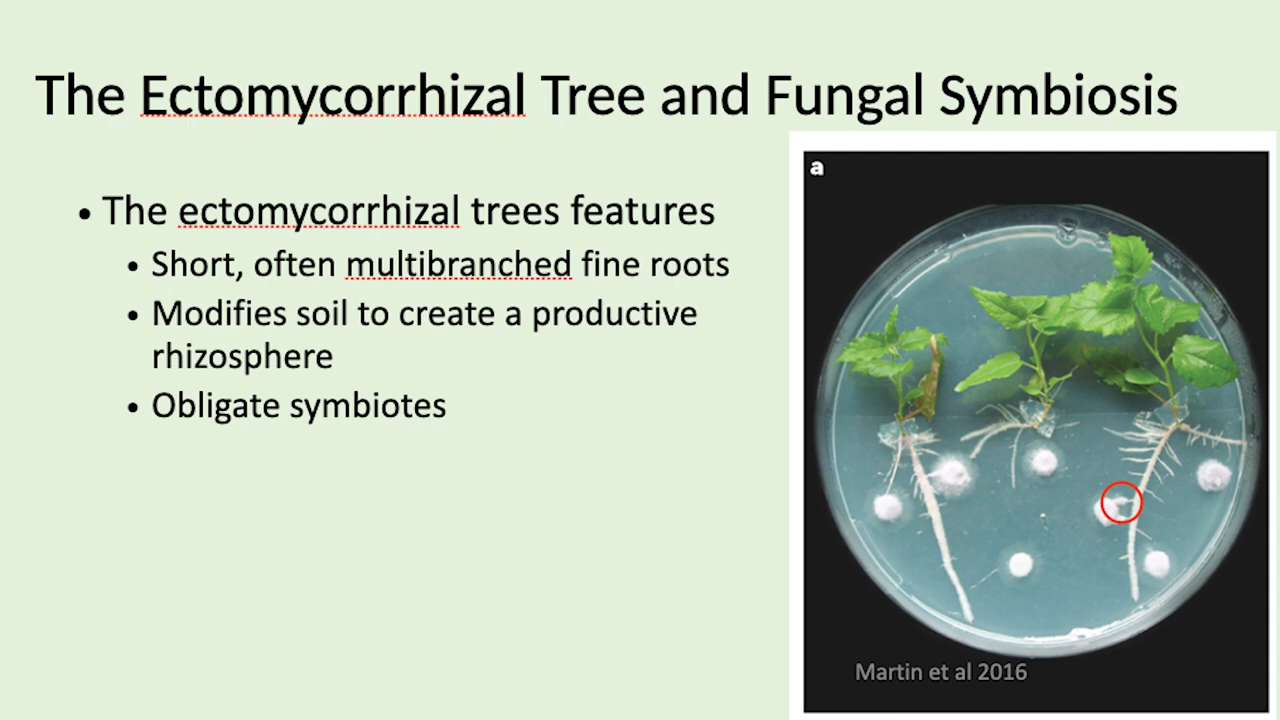 The Ectomycorrhizal Tree and Fungal Symbiosis
• The ectomycorrhizal trees features
• Short, often multibranched fine roots
• Modifies soil to create a productive
rhizosphere
• Obligate symbiotes
a
Martin et al 2016